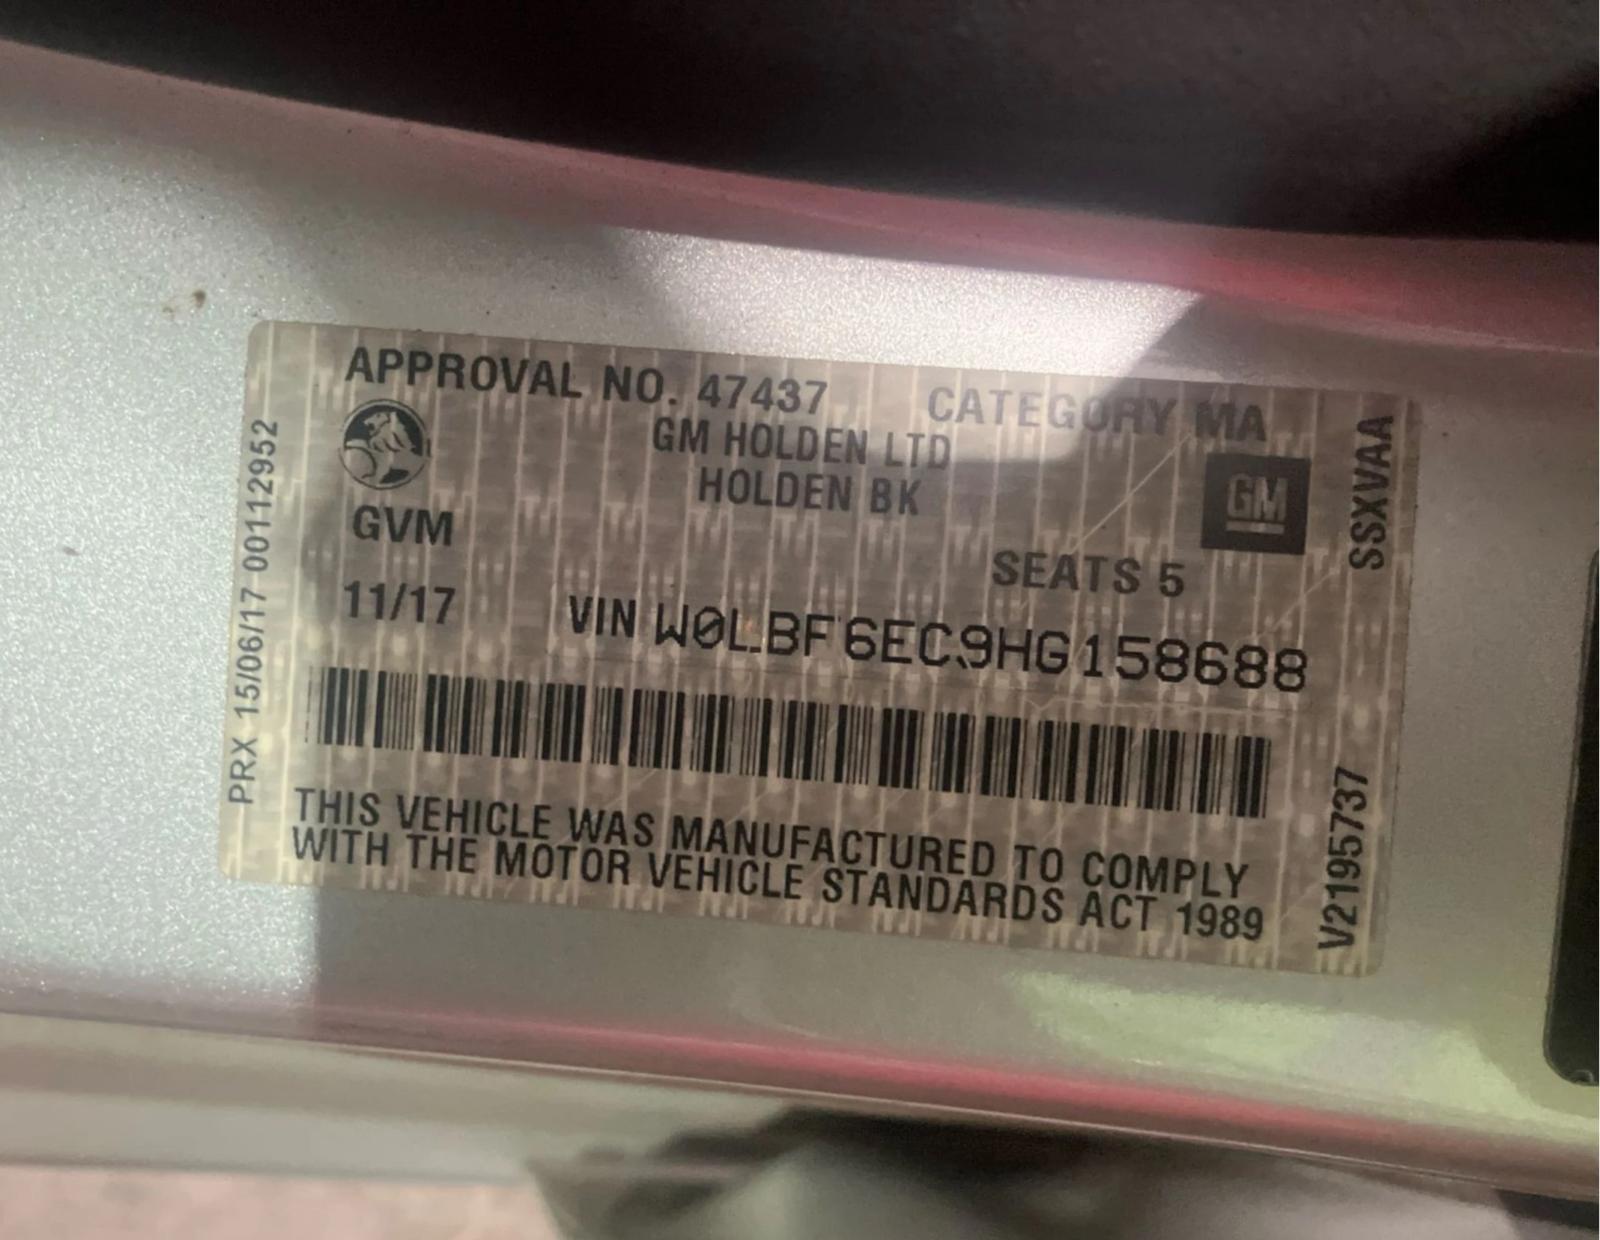 APPROVAL NO. 47437 CATEGORY MA
GM HOLDEN LTD
HOLDEN BK
GM
GVM
SEATS 5
11/17 VIN W0LBF6EC9HG158688
THIS VEHICLE WAS MANUFACTURED TO COMPLY
WITH THE MOTOR VEHICLE STANDARDS ACT 1989
PRX 15/06/17 00112952
SSXVAA
V2195737